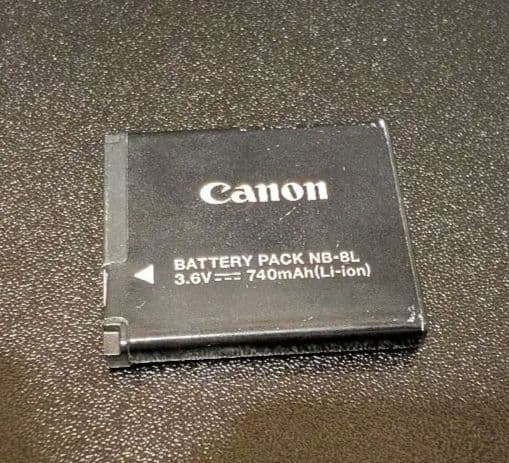 Canon
BATTERY PACK NB-8L
3.6V⎓ 740mAh(Li-ion)